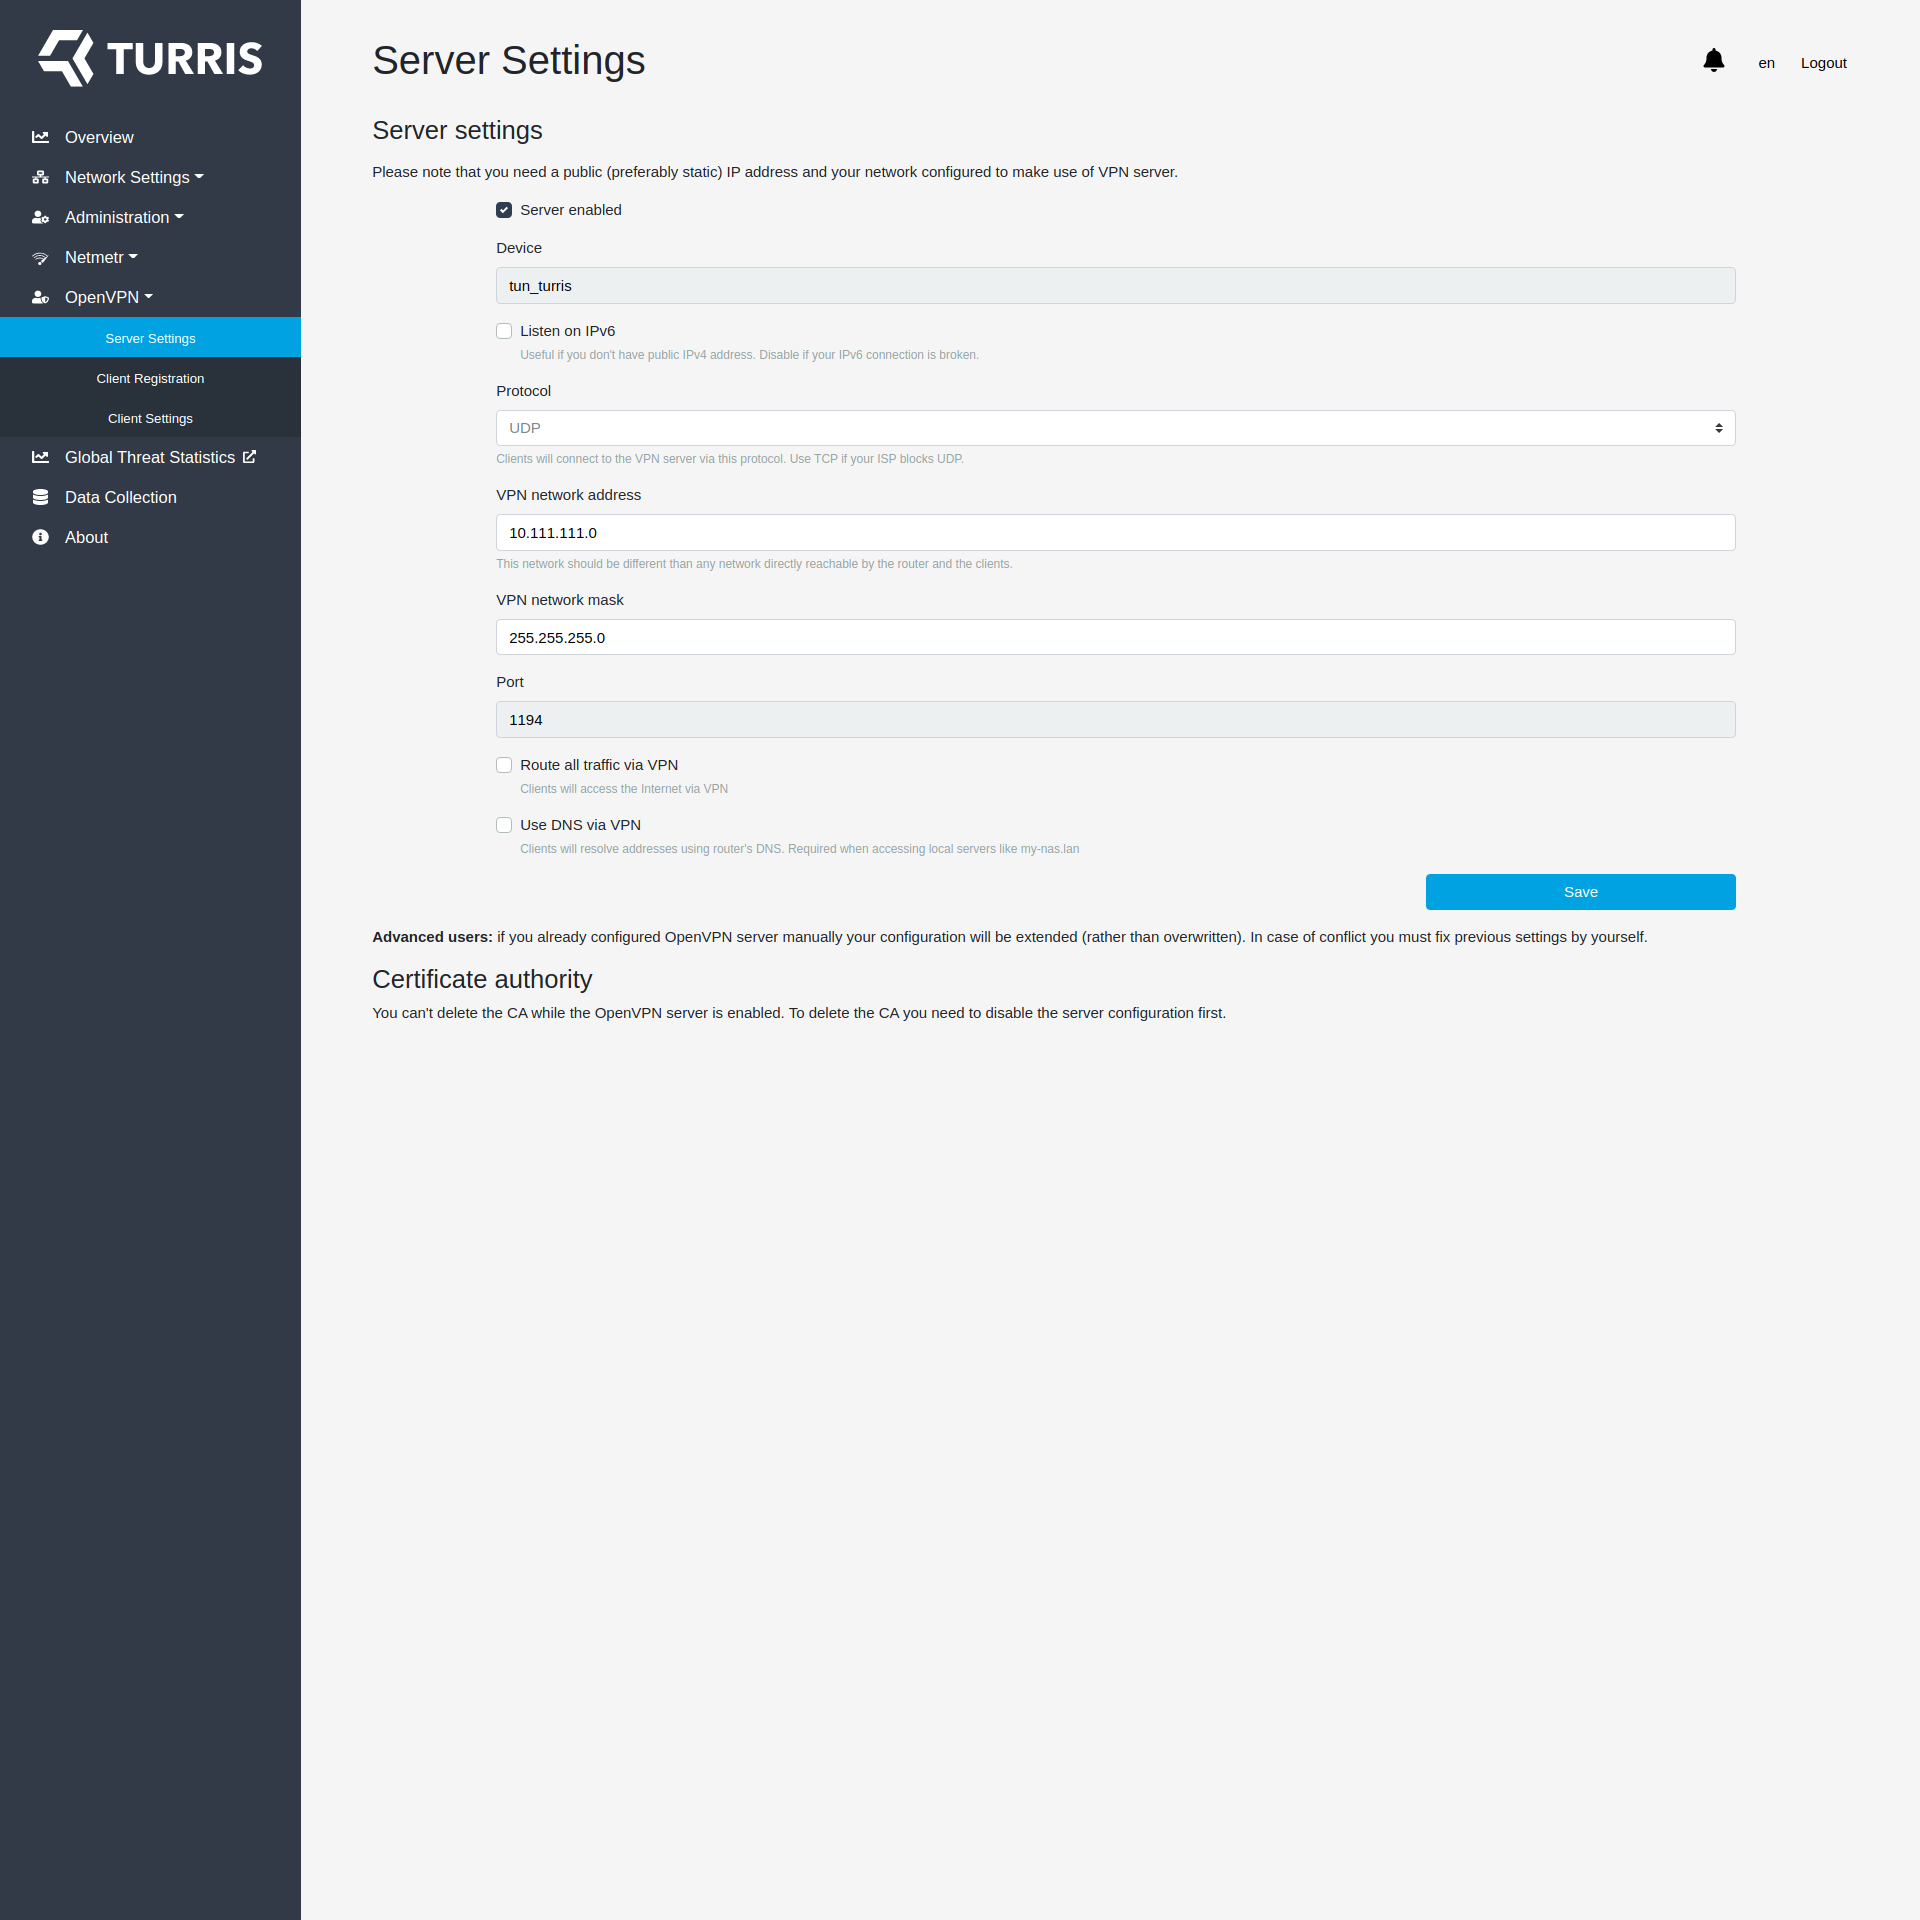 TURRIS
Overview
Network Settings
Administration
Netmetr
OpenVPN
Server Settings
Client Registration
Client Settings
Global Threat Statistics
Data Collection
About
Server Settings
en
Logout
Server settings
Please note that you need a public (preferably static) IP address and your network configured to make use of VPN server.
Server enabled
Device
tun_turris
Listen on IPv6
Useful if you don't have public IPv4 address. Disable if your IPv6 connection is broken.
Protocol
UDP
Clients will connect to the VPN server via this protocol. Use TCP if your ISP blocks UDP.
VPN network address
10.111.111.0
This network should be different than any network directly reachable by the router and the clients.
VPN network mask
255.255.255.0
Port
1194
Route all traffic via VPN
Clients will access the Internet via VPN
Use DNS via VPN
Clients will resolve addresses using router's DNS. Required when accessing local servers like my-nas.lan
Save
Advanced users: if you already configured OpenVPN server manually your configuration will be extended (rather than overwritten). In case of conflict you must fix previous settings by yourself.
Certificate authority
You can't delete the CA while the OpenVPN server is enabled. To delete the CA you need to disable the server configuration first.